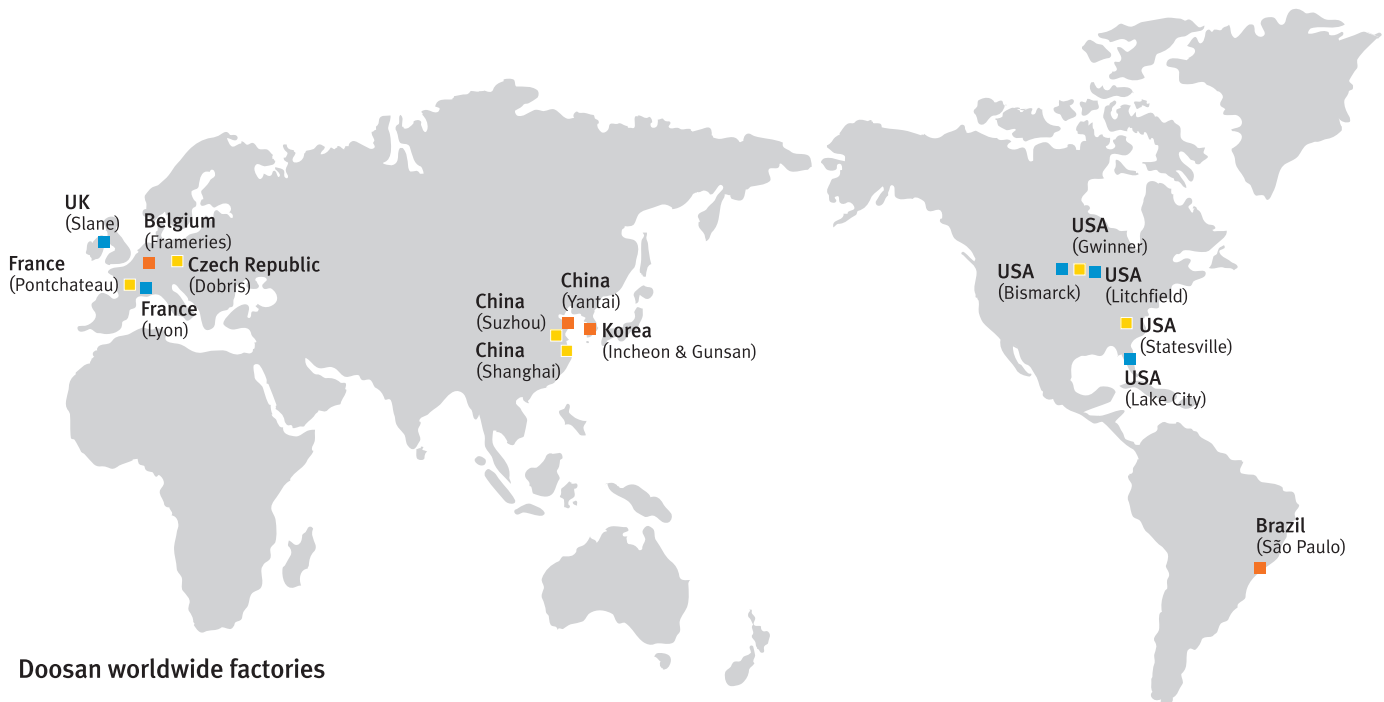 UK
(Slane)
Belgium
(Frameries)
France
(Pontchateau)
Czech Republic
(Dobris)
France
(Lyon)
China
(Yantai)
China
(Suzhou)
Korea
(Incheon & Gunsan)
China
(Shanghai)
USA
(Gwinner)
USA
(Bismarck)
USA
(Litchfield)
USA
(Statesville)
USA
(Lake City)
Brazil
(São Paulo)
Doosan worldwide factories